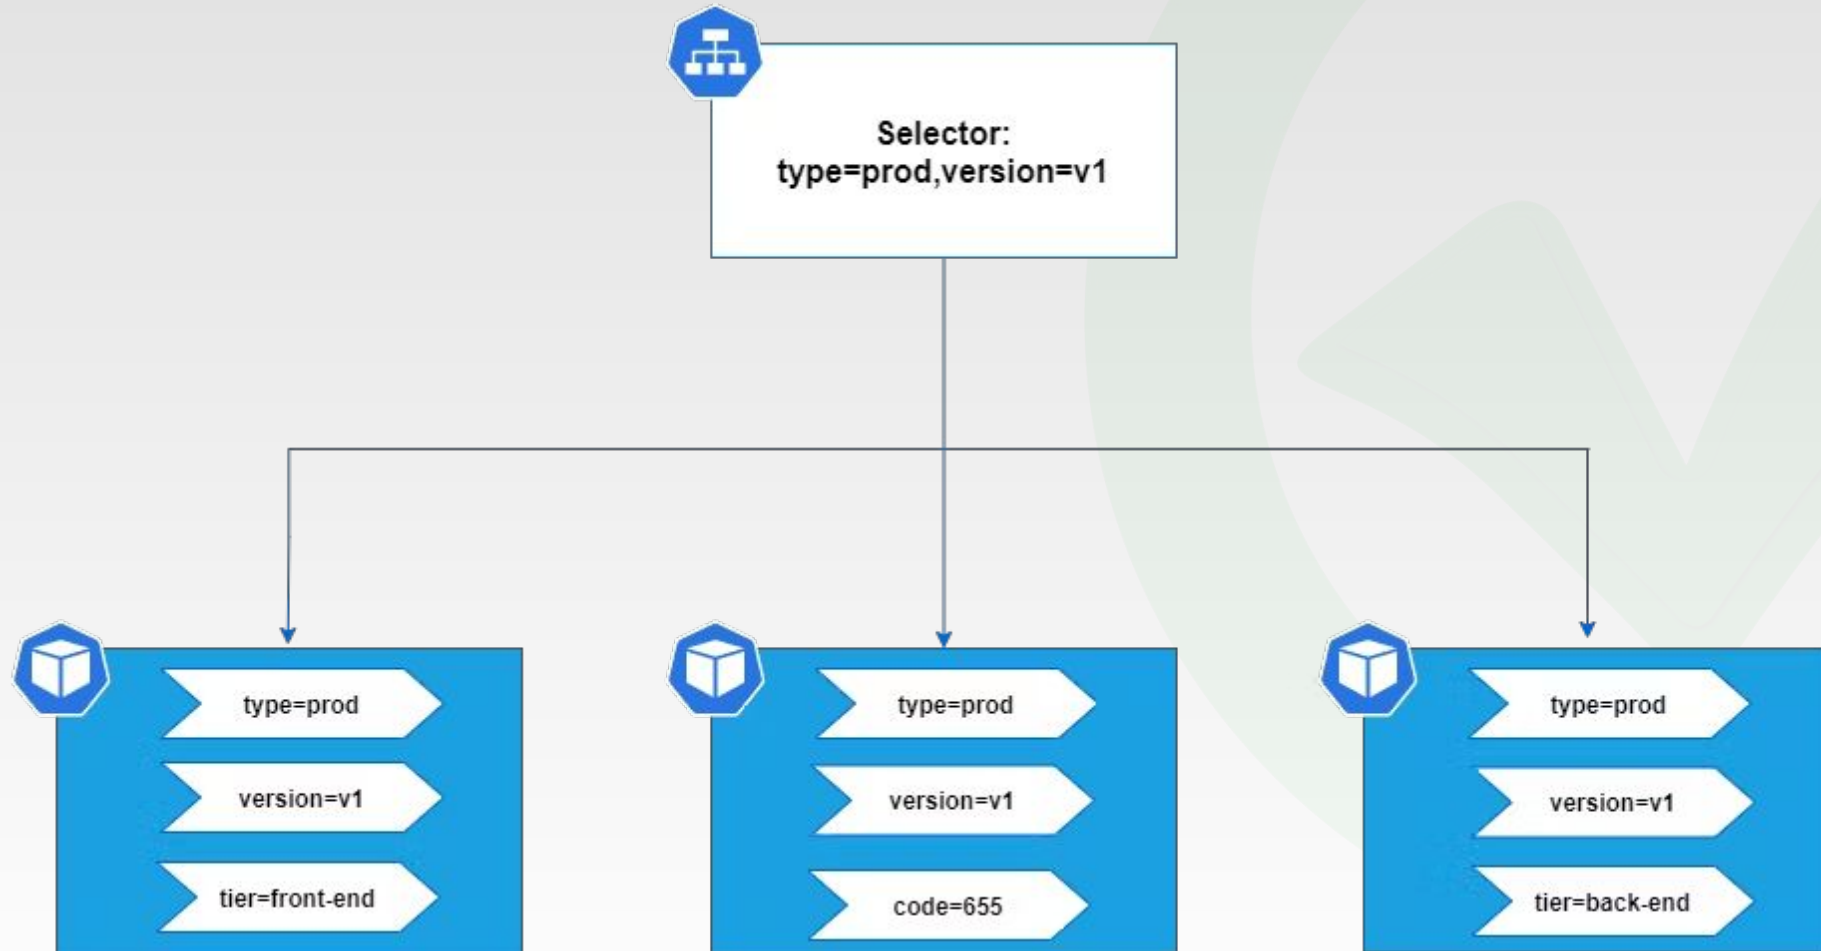 Selector:
type=prod,version=v1
type=prod
version=v1
tier=front-end
type=prod
version=v1
code=655
type=prod
version=v1
tier=back-end